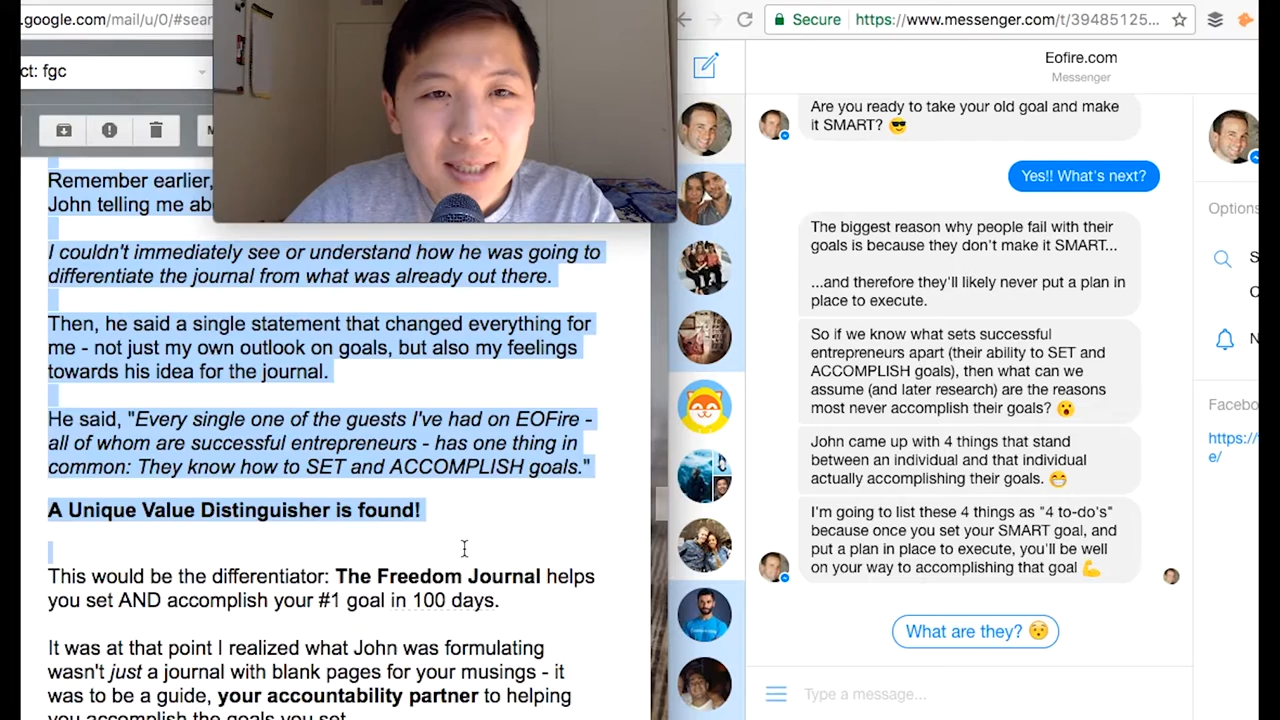 .google.com/mail/u/0/#sear
ct: fgc
Remember earlier,
John telling me abo
I couldn't immediately see or understand how he was going to
differentiate the journal from what was already out there.
Then, he said a single statement that changed everything for
me - not just my own outlook on goals, but also my feelings
towards his idea for the journal.
He said, "Every single one of the guests I've had on EOFire -
all of whom are successful entrepreneurs - has one thing in
common: They know how to SET and ACCOMPLISH goals."
A Unique Value Distinguisher is found!
This would be the differentiator: The Freedom Journal helps
you set AND accomplish your #1 goal in 100 days.
It was at that point I realized what John was formulating
wasn't just a journal with blank pages for your musings - it
was to be a guide, your accountability partner to helping
you accomplish the goals you set.
Secure https://www.messenger.com/t/39485125...
Eofire.com
Messenger
Are you ready to take your old goal and make
it SMART? 😎
Yes!! What's next?
The biggest reason why people fail with their
goals is because they don't make it SMART...
...and therefore they'll likely never put a plan in
place to execute.
So if we know what sets successful
entrepreneurs apart (their ability to SET and
ACCOMPLISH goals), then what can we
assume (and later research) are the reasons
most never accomplish their goals? 😮
John came up with 4 things that stand
between an individual and that individual
actually accomplishing their goals. 😁
I'm going to list these 4 things as "4 to-do's"
because once you set your SMART goal, and
put a plan in place to execute, you'll be well
on your way to accomplishing that goal 💪
What are they? 😯
Type a message...
Options
S
C
N
Facebo
https://
e/